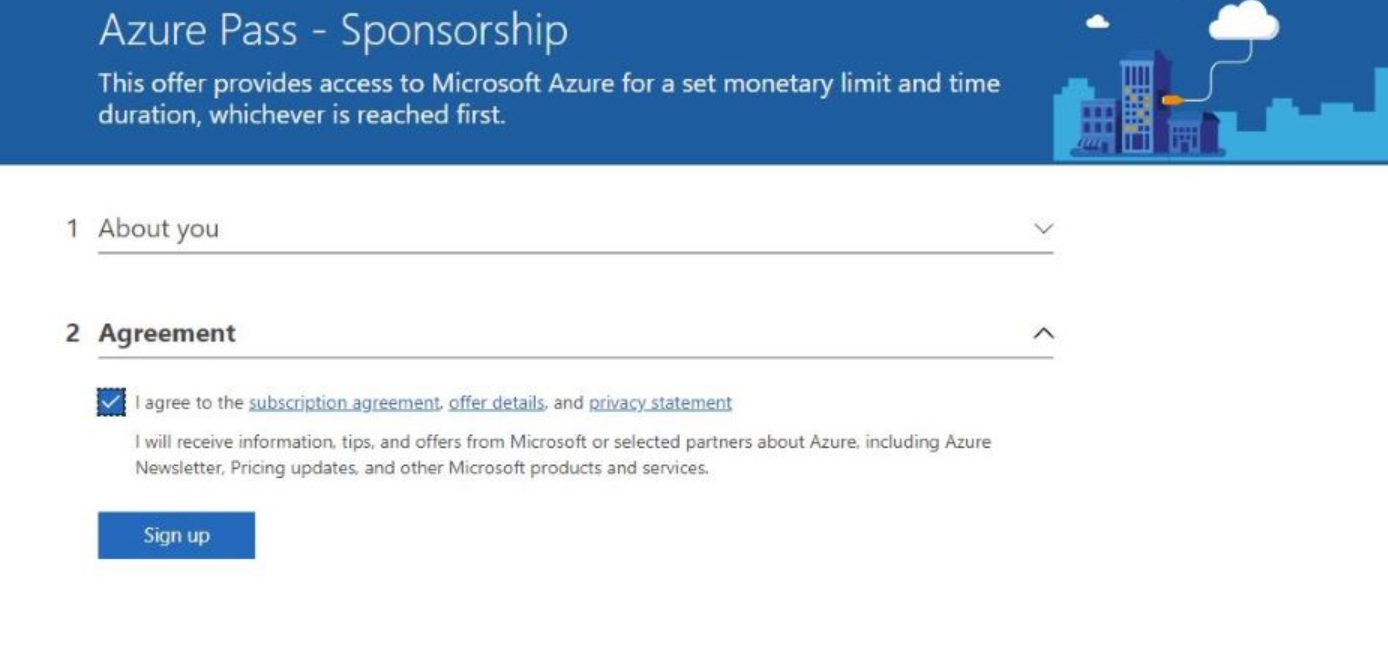 Azure Pass - Sponsorship
This offer provides access to Microsoft Azure for a set monetary limit and time
duration, whichever is reached first.
1 About you
2 Agreement
I agree to the subscription agreement, offer details, and privacy statement
I will receive information, tips, and offers from Microsoft or selected partners about Azure, including Azure
Newsletter, Pricing updates, and other Microsoft products and services.
Sign up